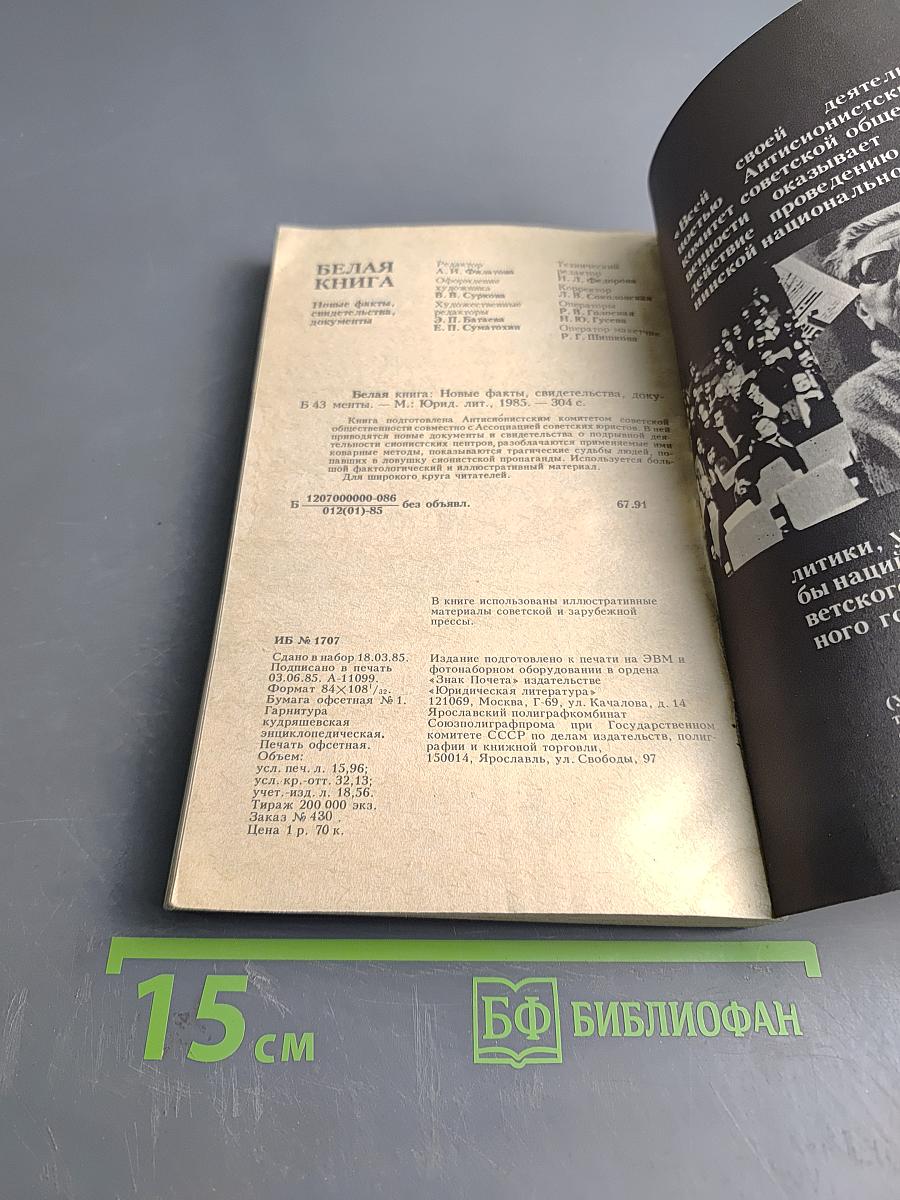 БЕЛАЯ
КНИГА
Новые факты,
свидетельства,
документы
Редактор
А. И. Филатова
Оформление
художника
В. В. Суркова
Художественные
редакторы
Э. П. Батаева
Е. П. Суматохин
Технический
редактор
Н. Л. Федорова
Корректор
Л. В. Соколовская
Операторы
Р. В. Голосная
Н. Ю. Гусева
Оператор макетчик
Р. Г. Шишкова
Белая книга: Новые факты, свидетельства, доку-
Б 43 менты. — М.: Юрид. лит., 1985. — 304 с.
Книга подготовлена Антисионистским комитетом советской
общественности совместно с Ассоциацией советских юристов. В ней
приводятся новые документы и свидетельства о подрывной дея-
тельности сионистских центров, разоблачаются применяемые ими
коварные методы, показываются трагические судьбы людей, по-
павших в ловушку сионистской пропаганды. Используется боль-
шой фактологический и иллюстративный материал.
Для широкого круга читателей.
Б 1207000000-086 без объявл.
012(01)-85
67.91
В книге использованы иллюстративные
материалы советской и зарубежной
прессы.
ИБ № 1707
Сдано в набор 18.03.85.
Подписано в печать
03.06.85. А-11099.
Формат 84×108 1/32.
Бумага офсетная № 1.
Гарнитура
кудряшевская
энциклопедическая.
Печать офсетная.
Объем:
усл. печ. л. 15,96;
усл. кр.-отт. 32,13;
учет.-изд. л. 18,56.
Тираж 200 000 экз.
Заказ № 430 .
Цена 1 р. 70 к.
Издание подготовлено к печати на ЭВМ и
фотонаборном оборудовании в ордена
«Знак Почета» издательстве
«Юридическая литература»
121069, Москва, Г-69, ул. Качалова, д. 14
Ярославский полиграфкомбинат
Союзполиграфпрома при Государственном
комитете СССР по делам издательств, полиг-
рафии и книжной торговли,
150014, Ярославль, ул. Свободы, 97
«Всей своей деятель
ностью Антисионистски
комитет советской обще
венности оказывает
действие проведению
нинской национально
литики, у
бы наци
ветского
ного го
15 см
БФ БИБЛИОФАН